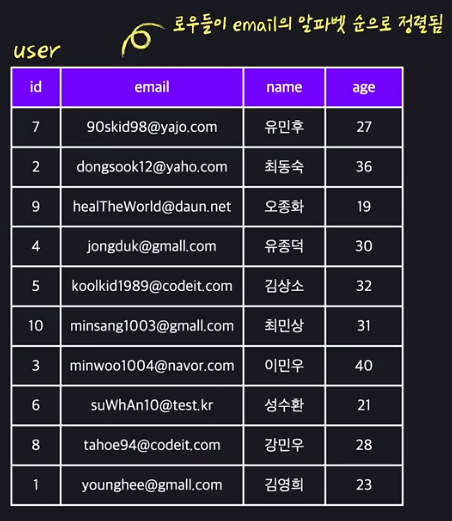 로우들이 email의 알파벳 순으로 정렬됨
user
id email name age
7 90skid98@yajo.com 유민후 27
2 dongsook12@yaho.com 최동숙 36
9 healTheWorld@daun.net 오종화 19
4 jongduk@gmall.com 유종덕 30
5 koolkid1989@codeit.com 김상소 32
10 minsang1003@gmall.com 최민상 31
3 minwoo1004@navor.com 이민우 40
6 suWhAn10@test.kr 성수환 21
8 tahoe94@codeit.com 강민우 28
1 younghee@gmall.com 김영희 23